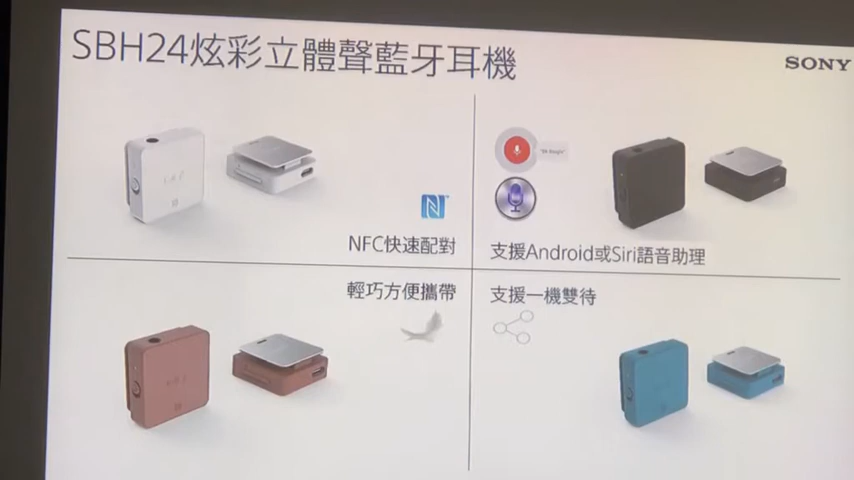 SBH24炫彩立體聲藍牙耳機
SONY
NFC快速配對
支援Android或Siri語音助理
輕巧方便攜帶
支援一機雙待